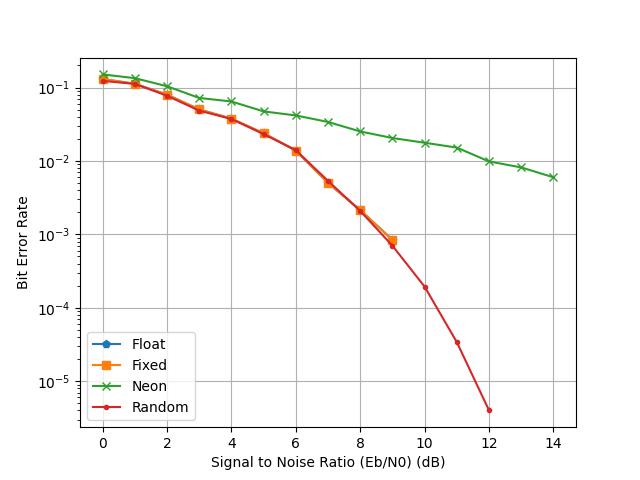 10⁻¹
10⁻²
10⁻³
10⁻⁴
10⁻⁵
Bit Error Rate
Float
Fixed
Neon
Random
0 2 4 6 8 10 12 14
Signal to Noise Ratio (Eb/N0) (dB)